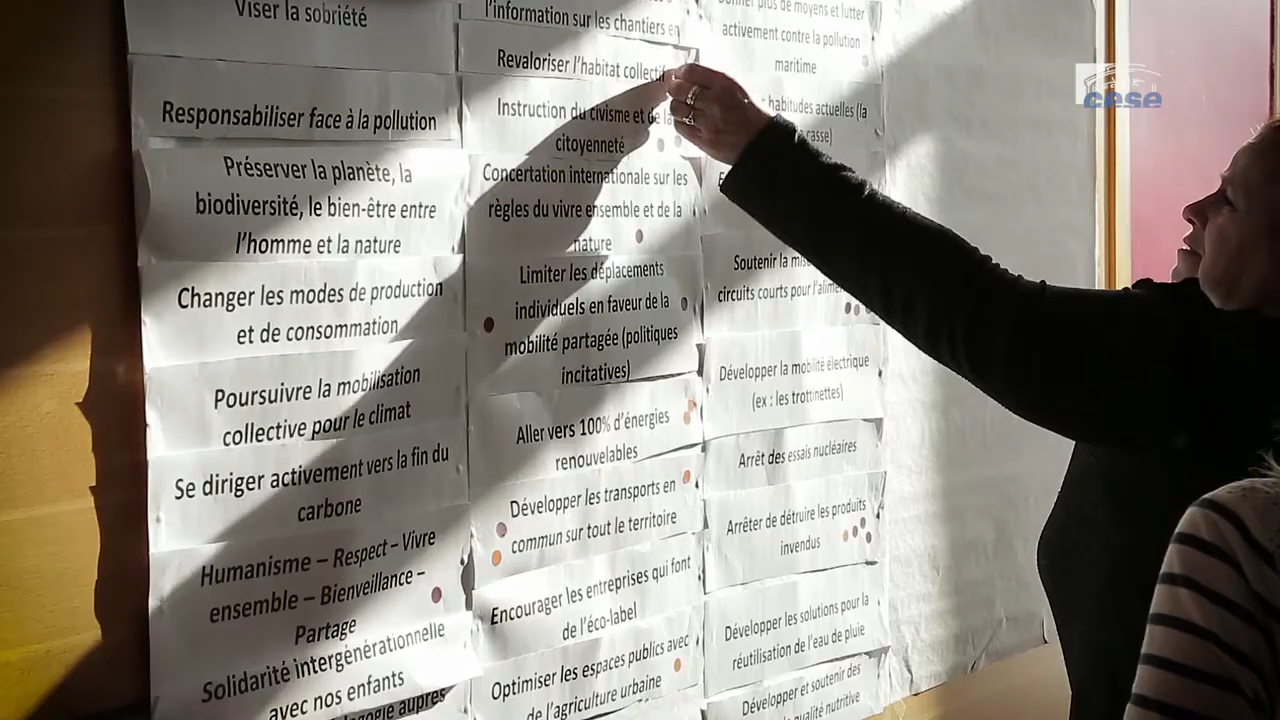 Viser la sobriété
Responsabiliser face à la pollution
Préserver la planète, la
biodiversité, le bien-être entre
l'homme et la nature
Changer les modes de production
et de consommation
Poursuivre la mobilisation
collective pour le climat
Se diriger activement vers la fin du
carbone
Humanisme – Respect – Vivre
ensemble – Bienveillance –
Partage
Solidarité intergénérationnelle
avec nos enfants
auprès
l'information sur les chantiers en
Revaloriser l'habitat collectif
Instruction du civisme et de la
citoyenneté
Concertation internationale sur les
règles du vivre ensemble et de la
nature
Limiter les déplacements
individuels en faveur de la
mobilité partagée (politiques
incitatives)
Aller vers 100% d'énergies
renouvelables
Développer les transports en
commun sur tout le territoire
Encourager les entreprises qui font
de l'éco-label
Optimiser les espaces publics avec
de l'agriculture urbaine
Donner plus de moyens et lutter
activement contre la pollution
maritime
habitudes actuelles (la
Soutenir la
circuits courts pour
Développer la mobilité électrique
(ex : les trottinettes)
Arrêt des essais nucléaires
Arrêter de détruire les produits
invendus
Développer les solutions pour la
réutilisation de l'eau de pluie
Développer et soutenir des
qualité nutritive
cese